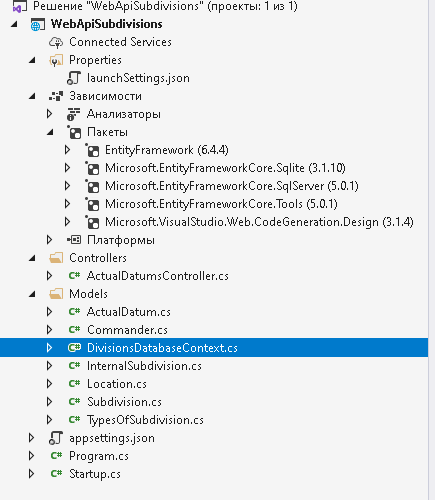 Решение "WebApiSubdivisions" (проекты: 1 из 1)
WebApiSubdivisions
Connected Services
Properties
launchSettings.json
Зависимости
Анализаторы
Пакеты
EntityFramework (6.4.4)
Microsoft.EntityFrameworkCore.Sqlite (3.1.10)
Microsoft.EntityFrameworkCore.SqlServer (5.0.1)
Microsoft.EntityFrameworkCore.Tools (5.0.1)
Microsoft.VisualStudio.Web.CodeGeneration.Design (3.1.4)
Платформы
Controllers
C# ActualDatumsController.cs
Models
C# ActualDatum.cs
C# Commander.cs
C# DivisionsDatabaseContext.cs
C# InternalSubdivision.cs
C# Location.cs
C# Subdivision.cs
C# TypesOfSubdivision.cs
appsettings.json
C# Program.cs
C# Startup.cs